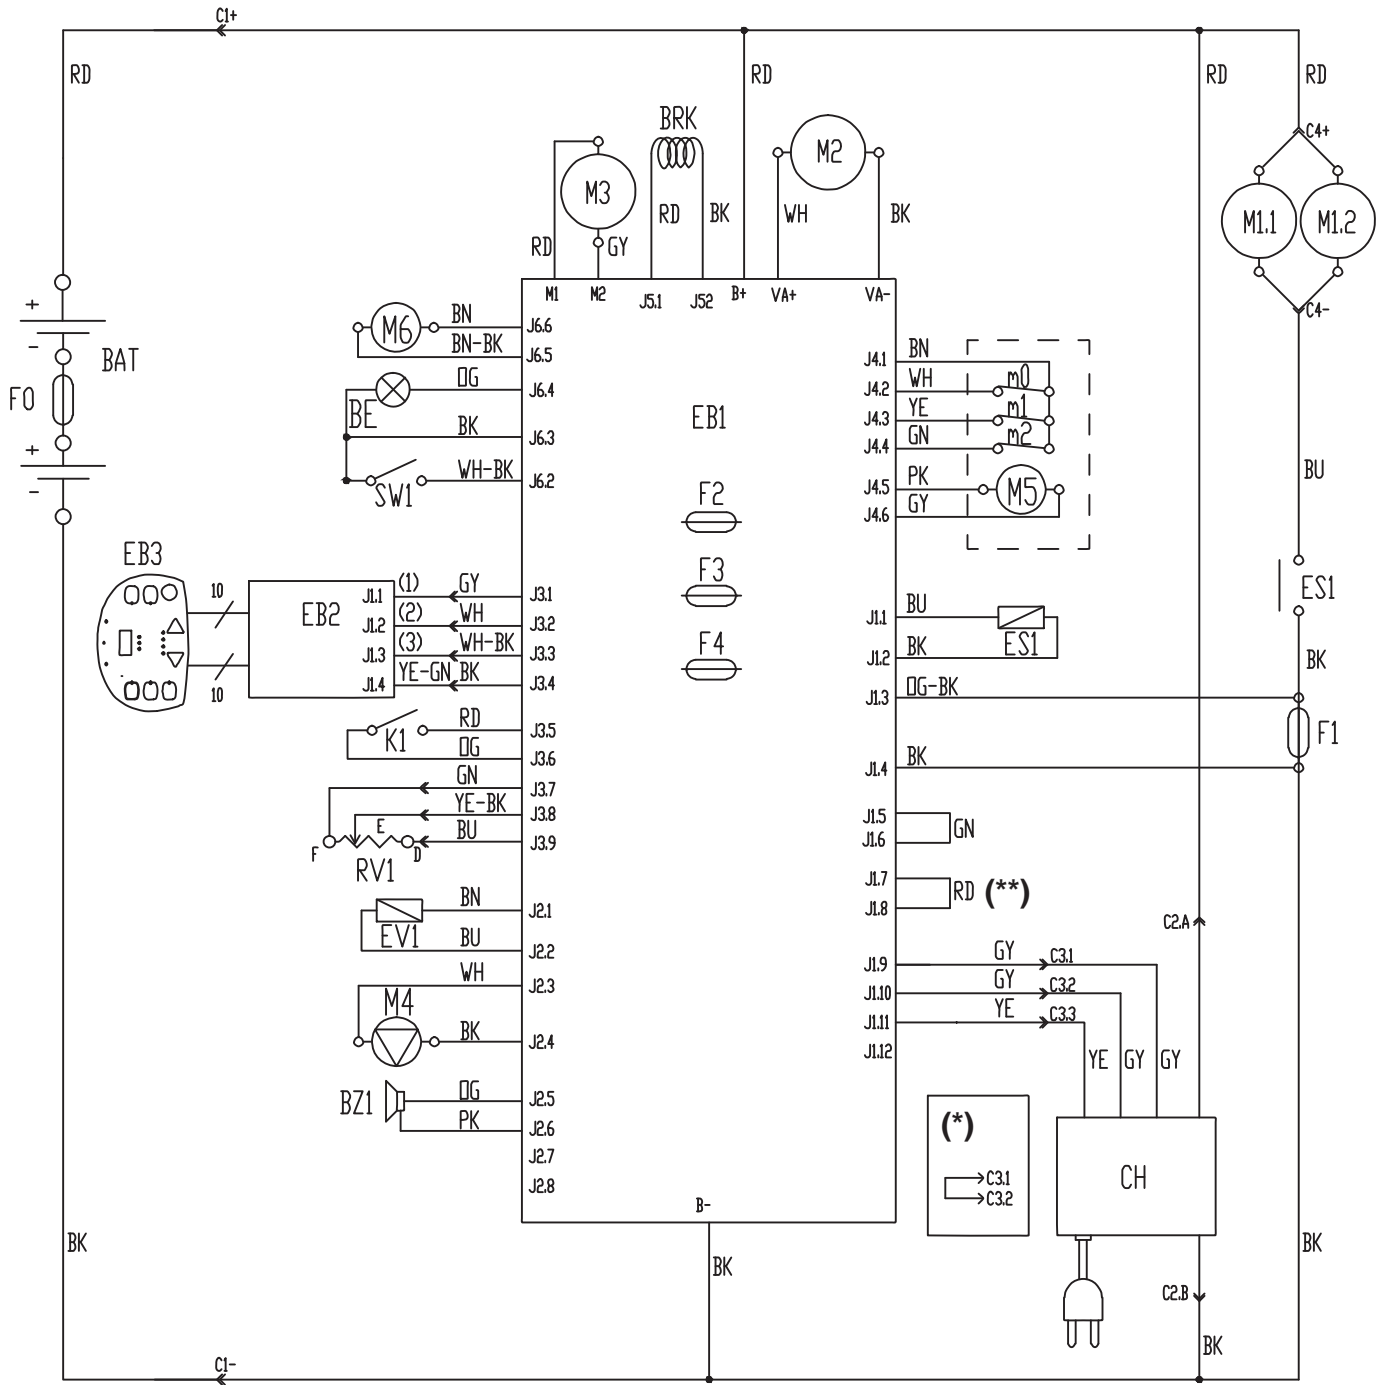 C1+
RD
RD
RD
RD
C4+
BRK
M2
M3
M1.1
M1.2
RD
BK
WH
BK
RD
GY
M1
M2
J5.1
J52
B+
VA+
VA-
C4-
+
-
BAT
F0
+
-
M6
BN
J6.6
BN-BK
J6.5
OG
J6.4
BE
BK
J6.3
WH-BK
J6.2
SW1
EB1
F2
F3
F4
J4.1
BN
J4.2
WH
m0
J4.3
YE
m1
J4.4
GN
m2
J4.5
PK
M5
J4.6
GY
BU
EB3
10
10
EB2
J1.1
(1)
GY
J3.1
J1.2
(2)
WH
J3.2
J1.3
(3)
WH-BK
J3.3
J1.4
YE-GN
BK
J3.4
J1.1
BU
J1.2
BK
ES1
ES1
BK
J1.3
OG-BK
F1
J1.4
BK
K1
RD
J3.5
OG
J3.6
GN
J3.7
YE-BK
J3.8
E
BU
J3.9
F
D
RV1
J1.5
J1.6
GN
J1.7
J1.8
RD (**)
BN
J2.1
EV1
BU
J2.2
WH
J2.3
M4
BK
J2.4
BZ1
OG
J2.5
PK
J2.6
J2.7
J2.8
C2.A
J1.9
GY
C3.1
J1.10
GY
C3.2
J1.11
YE
C3.3
J1.12
YE
GY
GY
(*)
C3.1
C3.2
CH
B-
BK
BK
BK
C2.B
BK
C1-